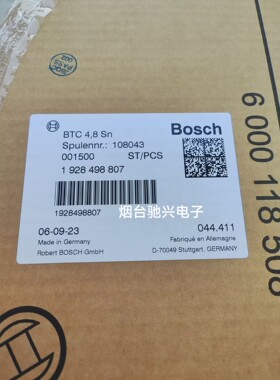 BTC 4,8 Sn
Bosch
Spulennr.: 108043
001500 ST/PCS
1 928 498 807
1928498807
烟台驰兴电子
06-09-23
044.411
Made in Germany
Fabriqué en Allemagne
Robert BOSCH GmbH
D-70049 Stuttgart, GERMANY
6 000 118 503